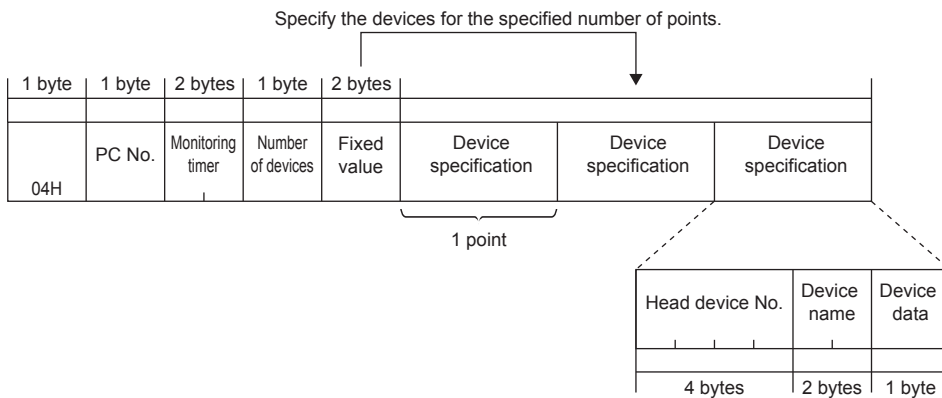 Specify the devices for the specified number of points.
1 byte 1 byte 2 bytes 1 byte 2 bytes
04H
PC No.
Monitoring
timer
Number
of devices
Fixed
value
Device
specification
Device
specification
Device
specification
1 point
Head device No.
Device
name
Device
data
4 bytes 2 bytes 1 byte